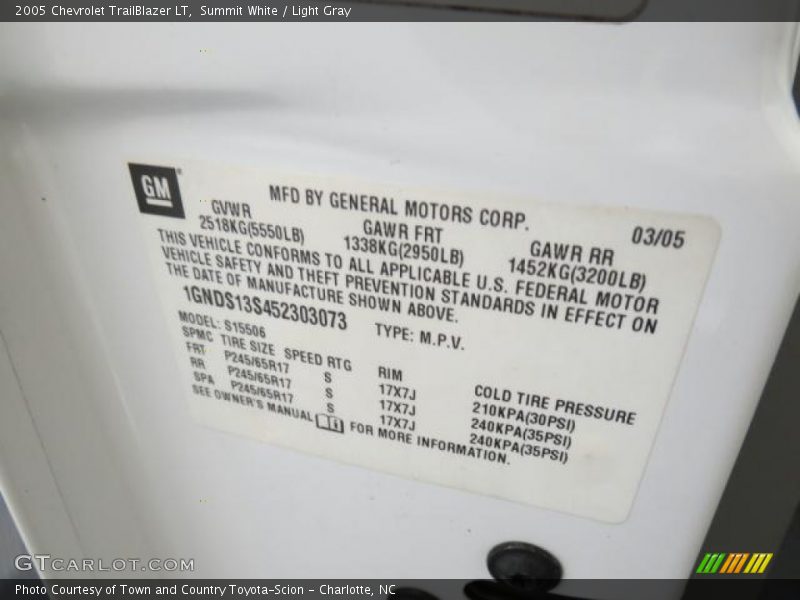 2005 Chevrolet TrailBlazer LT, Summit White / Light Gray
GM
MFD BY GENERAL MOTORS CORP.
03/05
GVWR GAWR FRT GAWR RR
2518KG(5550LB) 1338KG(2950LB) 1452KG(3200LB)
THIS VEHICLE CONFORMS TO ALL APPLICABLE U.S. FEDERAL MOTOR
VEHICLE SAFETY AND THEFT PREVENTION STANDARDS IN EFFECT ON
THE DATE OF MANUFACTURE SHOWN ABOVE.
1GNDS13S452303073 TYPE: M.P.V.
MODEL: S15506
SPMC TIRE SIZE SPEED RTG RIM COLD TIRE PRESSURE
FRT P245/65R17 S 17X7J 210KPA(30PSI)
RR P245/65R17 S 17X7J 240KPA(35PSI)
SPA P245/65R17 S 17X7J 240KPA(35PSI)
SEE OWNER'S MANUAL FOR MORE INFORMATION.
GTCARLOT.COM
Photo Courtesy of Town and Country Toyota-Scion - Charlotte, NC